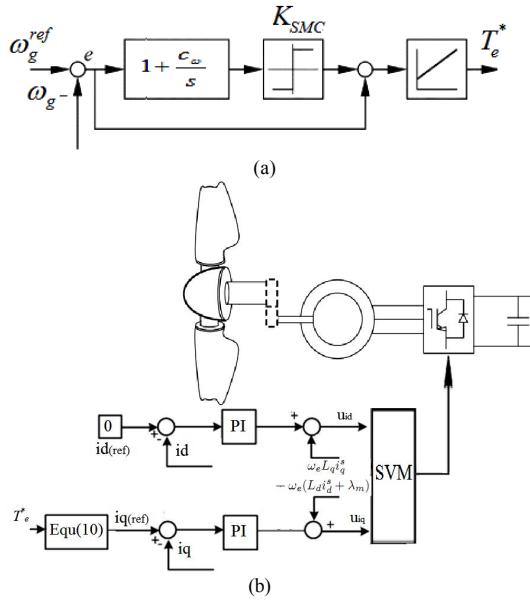 K_SMC
ω_g^ref
e
1 + c_ω/s
T_e^*
ω_g -
(a)
0
id(ref)
+
-
id
PI
+
u_id
ω_e L_q i_q^s
- ω_e(L_d i_d^s + λ_m)
SVM
T_e^*
Equ(10)
iq(ref)
+
-
iq
PI
+
u_iq
(b)